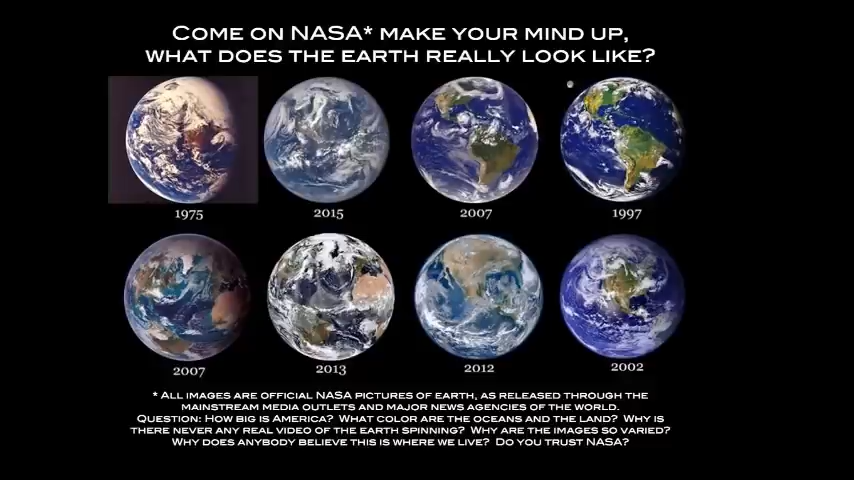 Come on NASA* make your mind up,
what does the earth really look like?
1975
2015
2007
1997
2007
2013
2012
2002
* All images are official NASA pictures of earth, as released through the
mainstream media outlets and major news agencies of the world.
Question: How big is America? What color are the oceans and the land? Why is
there never any real video of the earth spinning? Why are the images so varied?
Why does anybody believe this is where we live? Do you trust NASA?